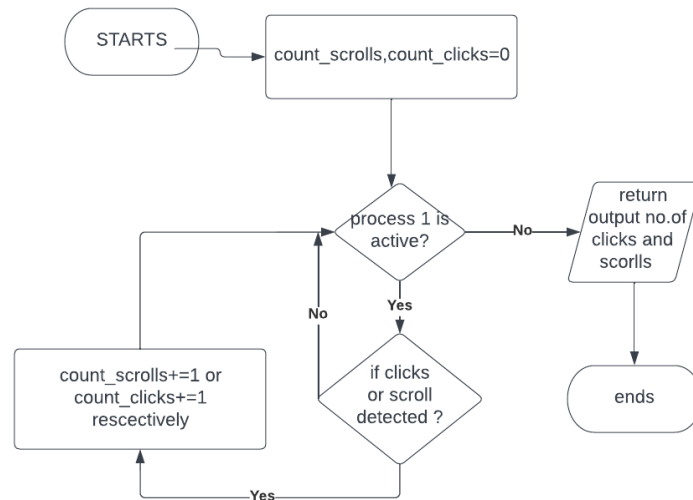 STARTS
count_scrolls,count_clicks=0
process 1 is
active?
No
return
output no.of
clicks and
scorlls
No
Yes
if clicks
or scroll
detected ?
count_scrolls+=1 or
count_clicks+=1
rescectively
ends
Yes